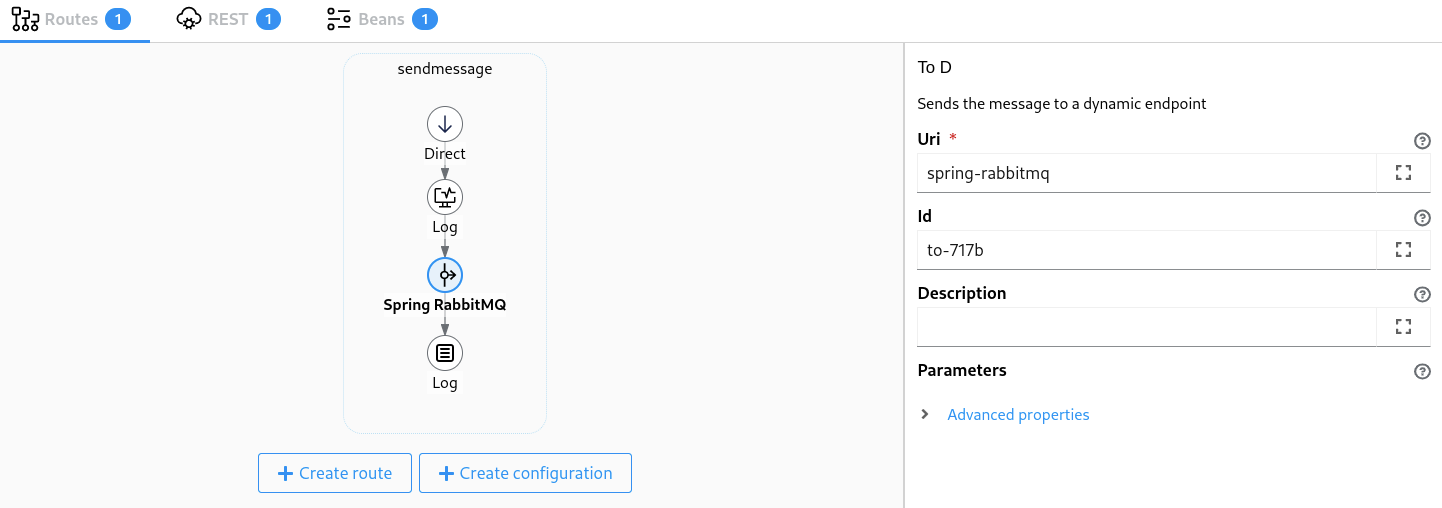 Routes 1 REST 1 Beans 1
sendmessage
Direct
Log
Spring RabbitMQ
Log
+ Create route + Create configuration
To D
Sends the message to a dynamic endpoint
Uri *
spring-rabbitmq
Id
to-717b
Description
Parameters
Advanced properties